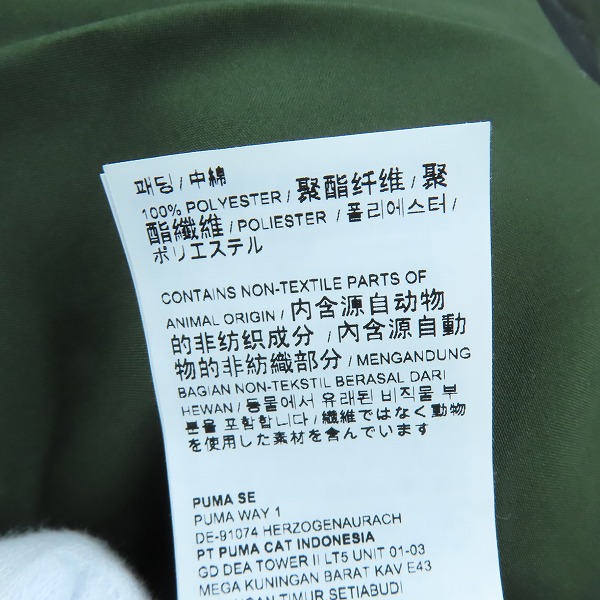 패딩 / 中綿
100% POLYESTER / 聚酯纤维 / 聚
酯纖維 / POLIESTER / 폴리에스터 /
ポリエステル
CONTAINS NON-TEXTILE PARTS OF
ANIMAL ORIGIN / 内含源自动物
的非纺织成分 / 內含源自動
物的非紡織部分 / MENGANDUNG
BAGIAN NON-TEKSTIL BERASAL DARI
HEWAN / 동물에서 유래된 비직물 부
분을 포함합니다 / 繊維ではなく動物
を使用した素材を含んでいます
PUMA SE
PUMA WAY 1
DE-91074 HERZOGENAURACH
PT PUMA CAT INDONESIA
GD DEA TOWER II LT5 UNIT 01-03
MEGA KUNINGAN BARAT KAV E43
TIMUR SETIABUDI